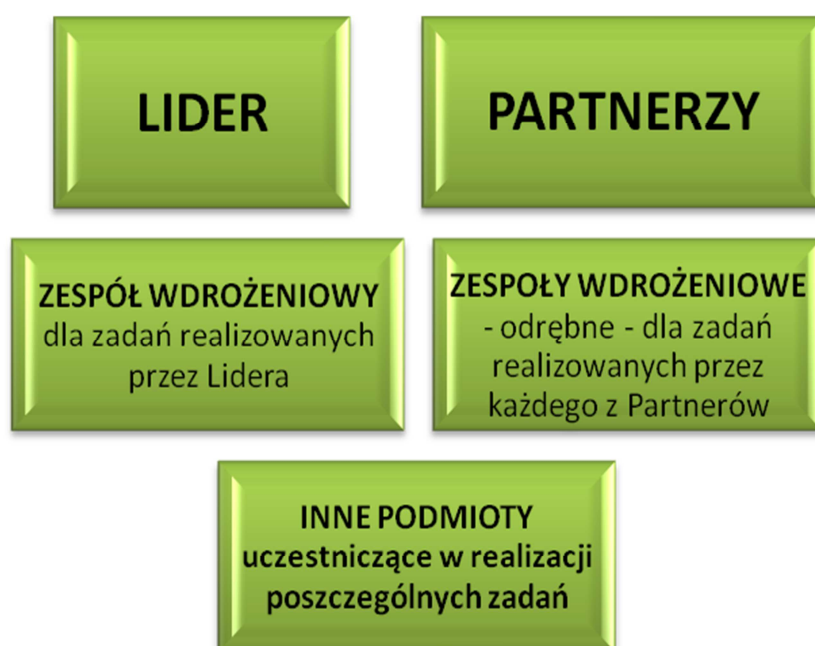 LIDER
PARTNERZY
ZESPÓŁ WDROŻENIOWY
dla zadań realizowanych
przez Lidera
ZESPOŁY WDROŻENIOWE
- odrębne - dla zadań
realizowanych przez
każdego z Partnerów
INNE PODMIOTY
uczestniczące w realizacji
poszczególnych zadań